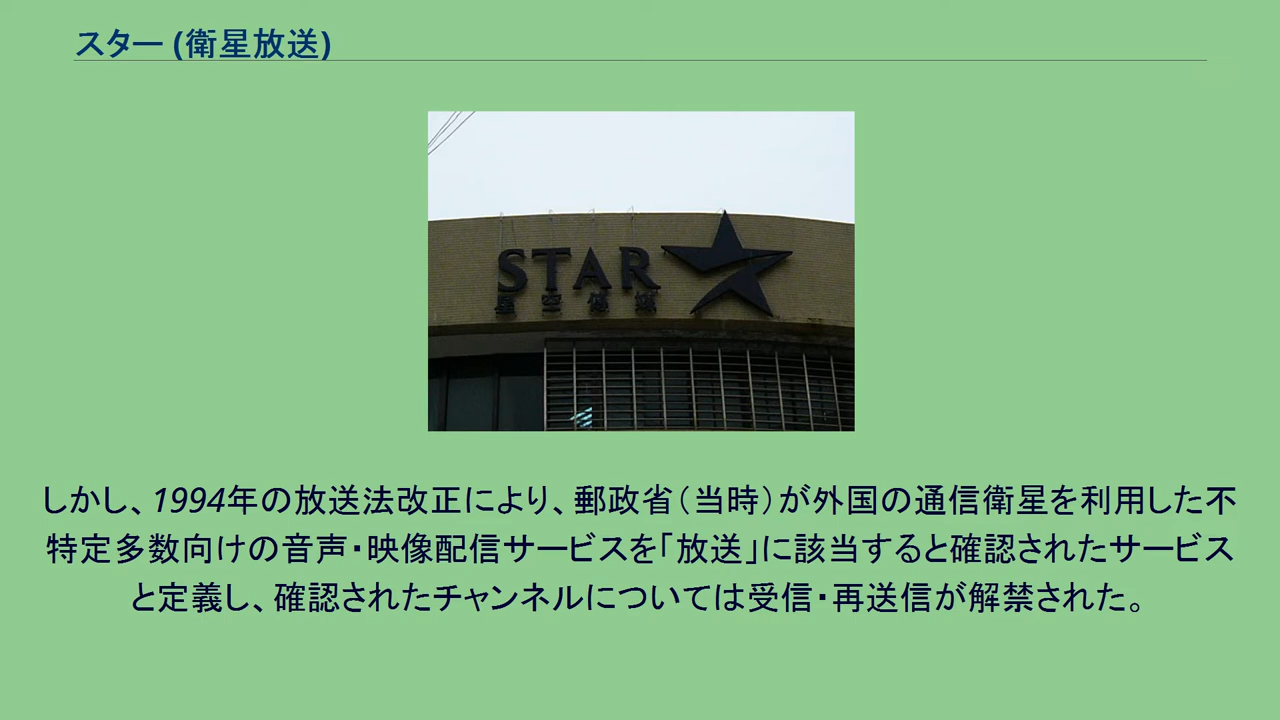 スター (衛星放送)
STAR
星空傳媒
しかし、1994年の放送法改正により、郵政省（当時）が外国の通信衛星を利用した不
特定多数向けの音声・映像配信サービスを「放送」に該当すると確認されたサービス
と定義し、確認されたチャンネルについては受信・再送信が解禁された。